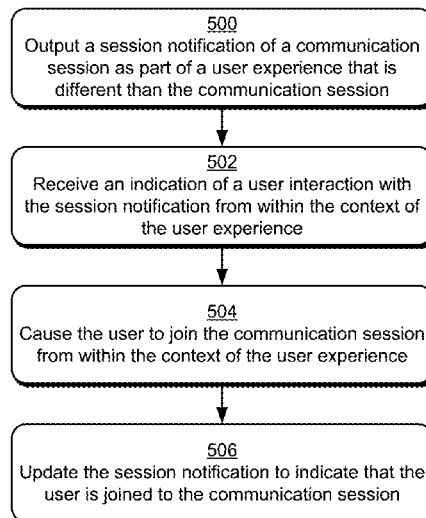 500
Output a session notification of a communication
session as part of a user experience that is
different than the communication session
502
Receive an indication of a user interaction with
the session notification from within the context of
the user experience
504
Cause the user to join the communication session
from within the context of the user experience
506
Update the session notification to indicate that the
user is joined to the communication session